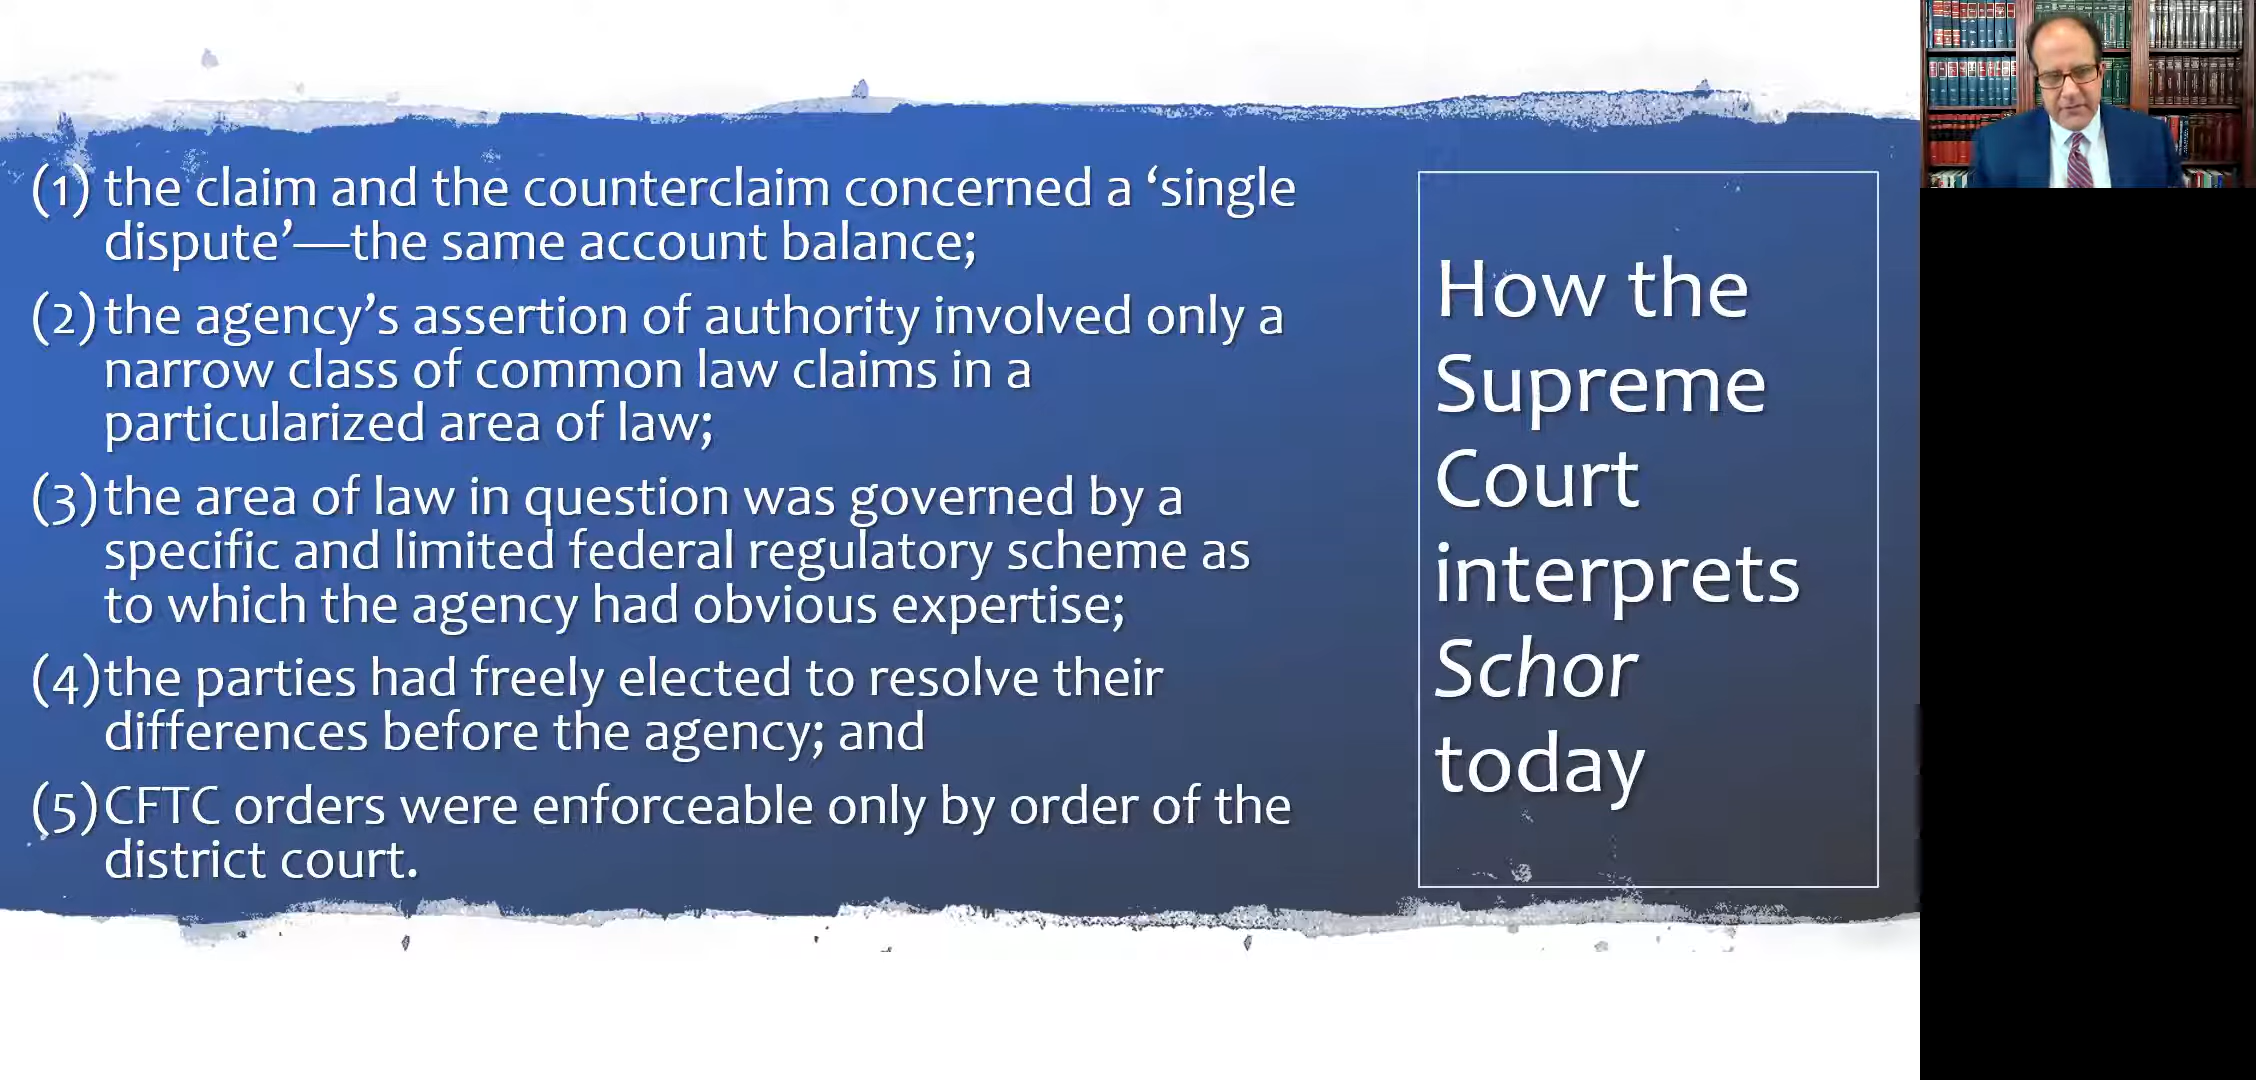 (1) the claim and the counterclaim concerned a ‘single
dispute’—the same account balance;
(2) the agency’s assertion of authority involved only a
narrow class of common law claims in a
particularized area of law;
(3) the area of law in question was governed by a
specific and limited federal regulatory scheme as
to which the agency had obvious expertise;
(4) the parties had freely elected to resolve their
differences before the agency; and
(5) CFTC orders were enforceable only by order of the
district court.
How the
Supreme
Court
interprets
Schor
today